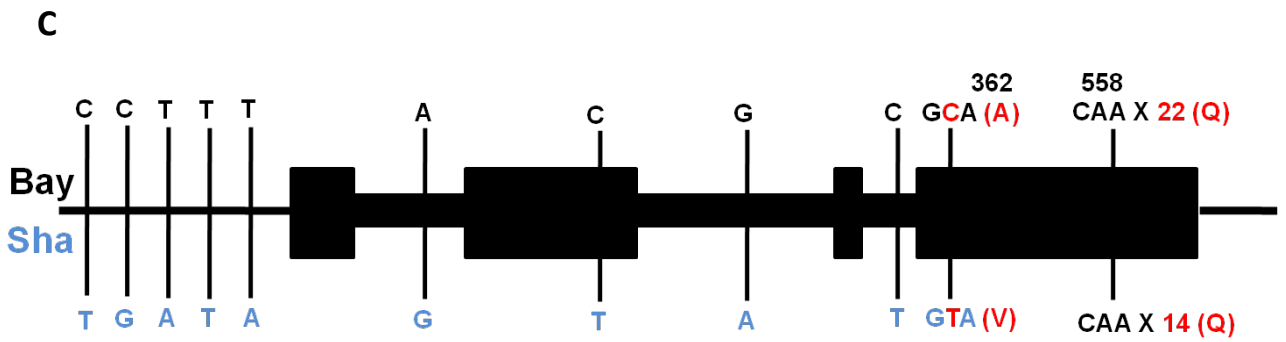 C
362 558
C C T T T A C G C GCA (A) CAA X 22 (Q)
Bay
Sha
T G A T A G T A T GTA (V) CAA X 14 (Q)